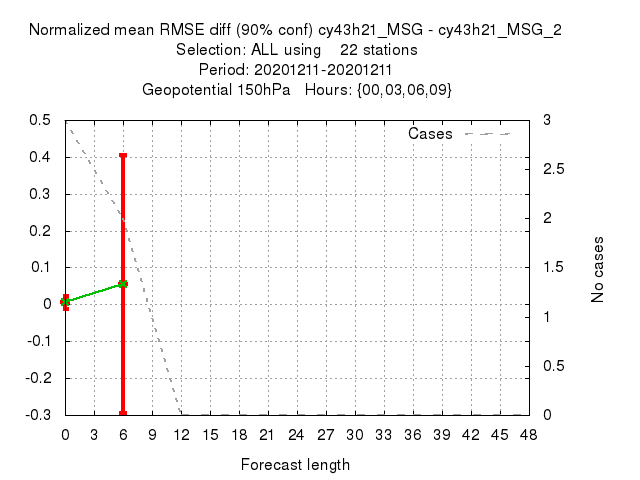 Normalized mean RMSE diff (90% conf) cy43h21_MSG - cy43h21_MSG_2
Selection: ALL using 22 stations
Period: 20201211-20201211
Geopotential 150hPa Hours: {00,03,06,09}
Cases
0.5
0.4
0.3
0.2
0.1
0
-0.1
-0.2
-0.3
3
2.5
2
1.5
1
0.5
0
No cases
0 3 6 9 12 15 18 21 24 27 30 33 36 39 42 45 48
Forecast length